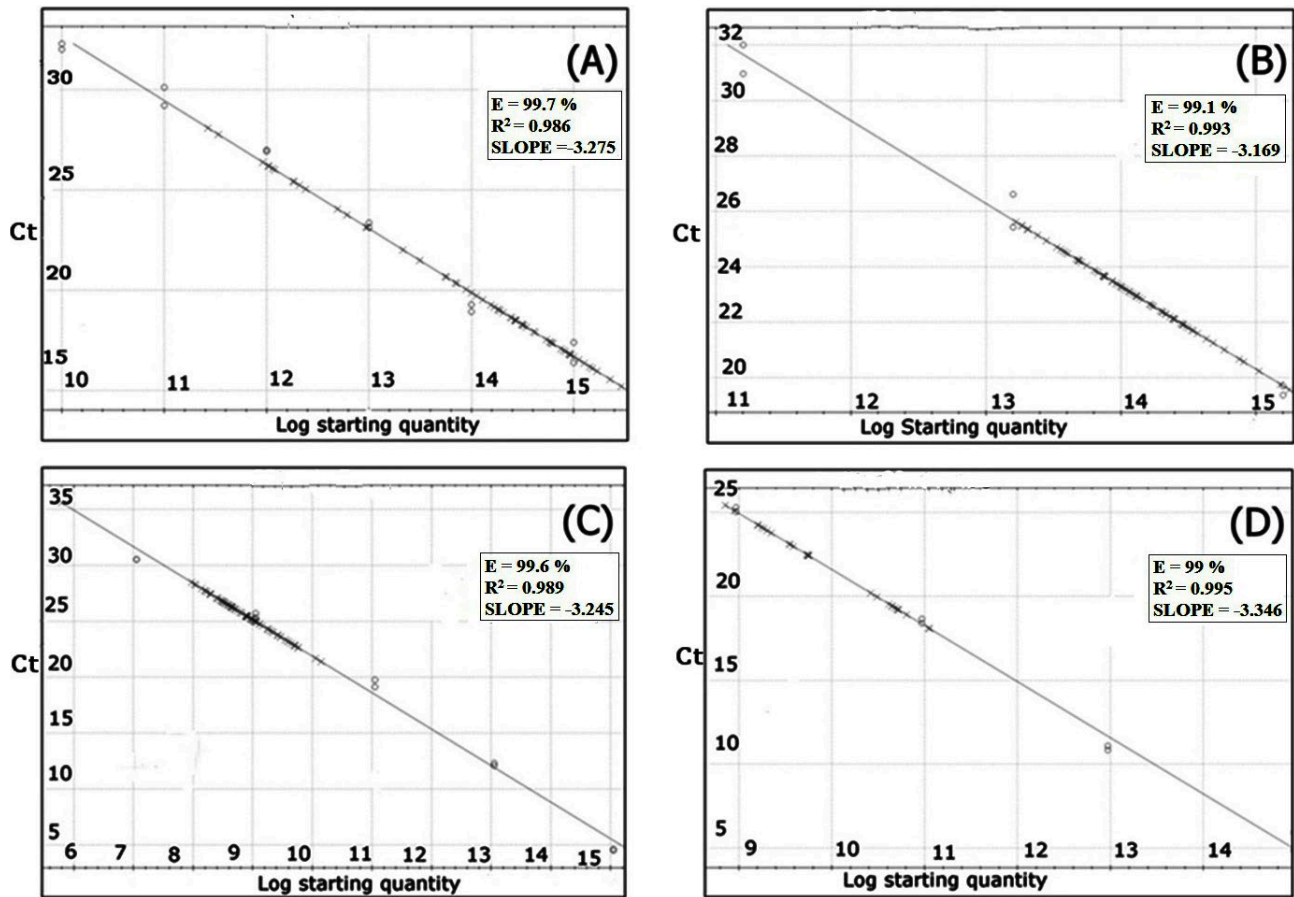 (A)
30
E = 99.7 %
R² = 0.986
SLOPE =-3.275
25
Ct
20
15
10 11 12 13 14 15
Log starting quantity
32
(B)
30
E = 99.1 %
R² = 0.993
SLOPE = -3.169
28
26
Ct
24
22
20
11 12 13 14 15
Log Starting quantity
35
(C)
30
E = 99.6 %
R² = 0.989
SLOPE = -3.245
25
Ct
20
15
10
5
6 7 8 9 10 11 12 13 14 15
Log starting quantity
25
(D)
E = 99 %
R² = 0.995
SLOPE = -3.346
20
Ct
15
10
5
9 10 11 12 13 14
Log starting quantity